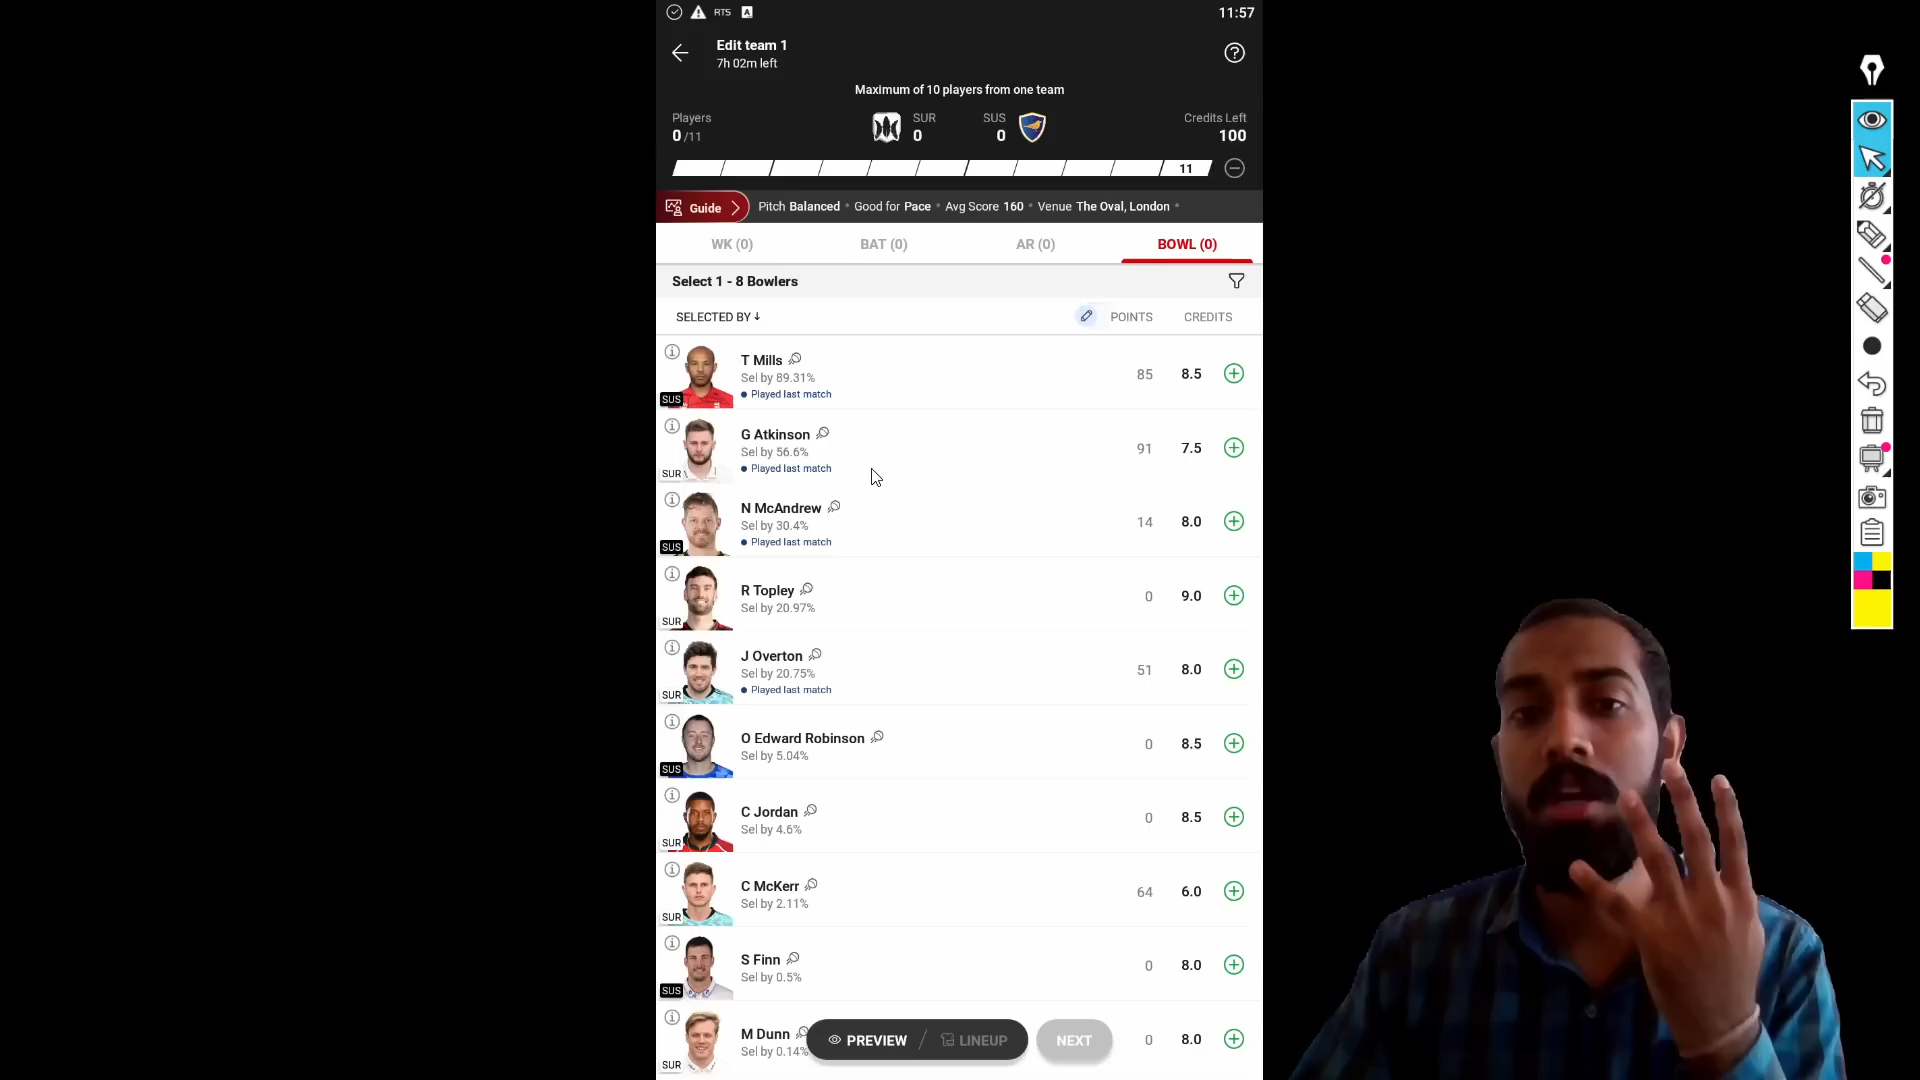 RTS A 11:57
Edit team 1
7h 02m left
Maximum of 10 players from one team
Players SUR SUS Credits Left
0 /11 0 0 100
11
Guide Pitch Balanced • Good for Pace • Avg Score 160 • Venue The Oval, London •
WK (0) BAT (0) AR (0) BOWL (0)
Select 1 - 8 Bowlers
SELECTED BY ↓ POINTS CREDITS
T Mills
Sel by 89.31% 85 8.5
• Played last match
SUS
G Atkinson
Sel by 56.6% 91 7.5
• Played last match
SUR
N McAndrew
Sel by 30.4% 14 8.0
• Played last match
SUS
R Topley
Sel by 20.97% 0 9.0
SUR
J Overton
Sel by 20.75% 51 8.0
• Played last match
SUR
O Edward Robinson
Sel by 5.04% 0 8.5
SUS
C Jordan
Sel by 4.6% 0 8.5
SUR
C McKerr
Sel by 2.11% 64 6.0
SUR
S Finn
Sel by 0.5% 0 8.0
SUS
M Dunn
Sel by 0.14% 0 8.0
SUR
PREVIEW / LINEUP NEXT